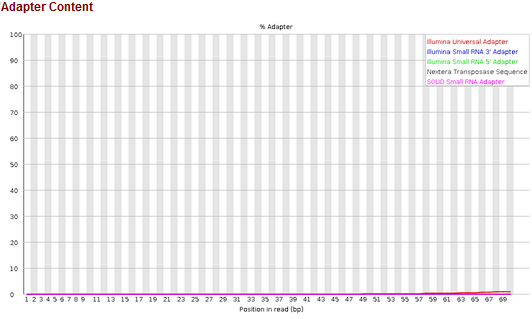 Adapter Content
% Adapter
Illumina Universal Adapter
Illumina Small RNA 3' Adapter
Illumina Small RNA 5' Adapter
Nextera Transposase Sequence
SOLID Small RNA Adapter
100
90
80
70
60
50
40
30
20
10
0
1 2 3 4 5 6 7 8 9 11 13 15 17 19 21 23 25 27 29 31 33 35 37 39 41 43 45 47 49 51 53 55 57 59 61 63 65 67 69
Position in read (bp)